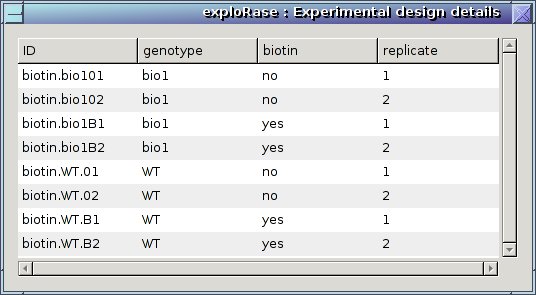 exploRase : Experimental design details
ID genotype biotin replicate
biotin.bio101 bio1 no 1
biotin.bio102 bio1 no 2
biotin.bio1B1 bio1 yes 1
biotin.bio1B2 bio1 yes 2
biotin.WT.01 WT no 1
biotin.WT.02 WT no 2
biotin.WT.B1 WT yes 1
biotin.WT.B2 WT yes 2